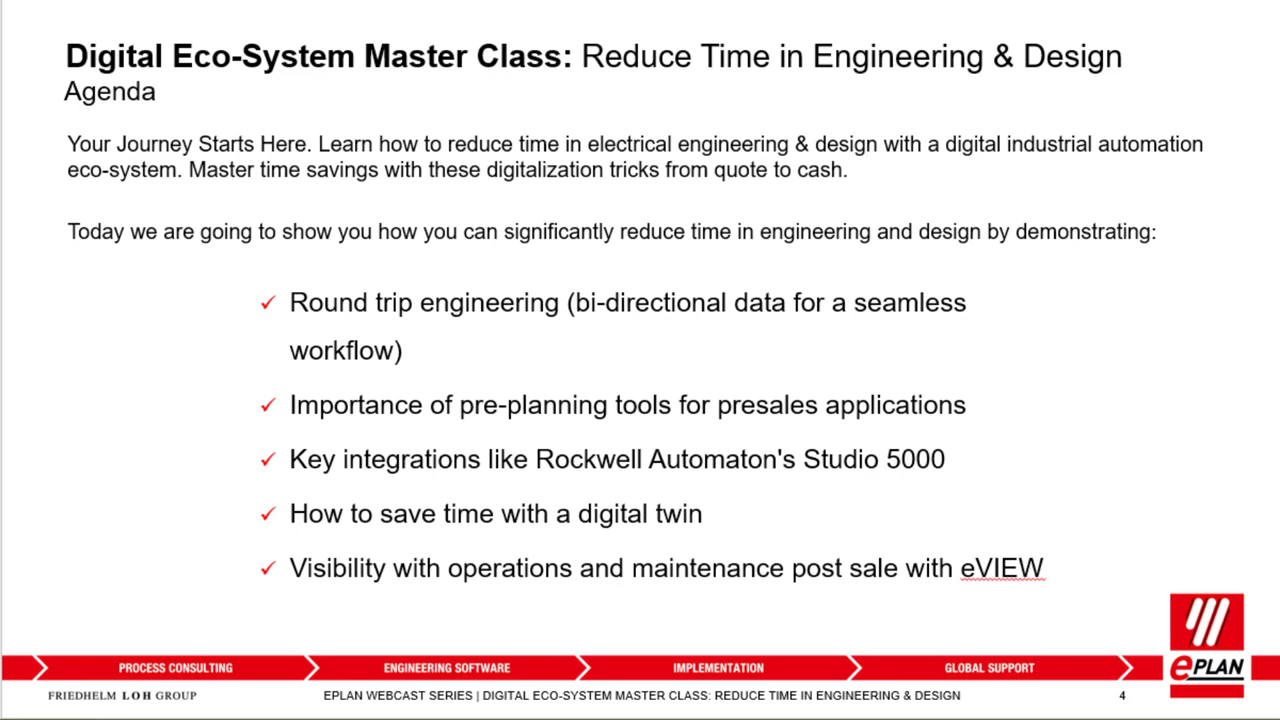 Digital Eco-System Master Class: Reduce Time in Engineering & Design
Agenda
Your Journey Starts Here. Learn how to reduce time in electrical engineering & design with a digital industrial automation
eco-system. Master time savings with these digitalization tricks from quote to cash.
Today we are going to show you how you can significantly reduce time in engineering and design by demonstrating:
✓ Round trip engineering (bi-directional data for a seamless
workflow)
✓ Importance of pre-planning tools for presales applications
✓ Key integrations like Rockwell Automaton's Studio 5000
✓ How to save time with a digital twin
✓ Visibility with operations and maintenance post sale with eVIEW
PROCESS CONSULTING ENGINEERING SOFTWARE IMPLEMENTATION GLOBAL SUPPORT
ePLAN
FRIEDHELM LOH GROUP EPLAN WEBCAST SERIES | DIGITAL ECO-SYSTEM MASTER CLASS: REDUCE TIME IN ENGINEERING & DESIGN 4